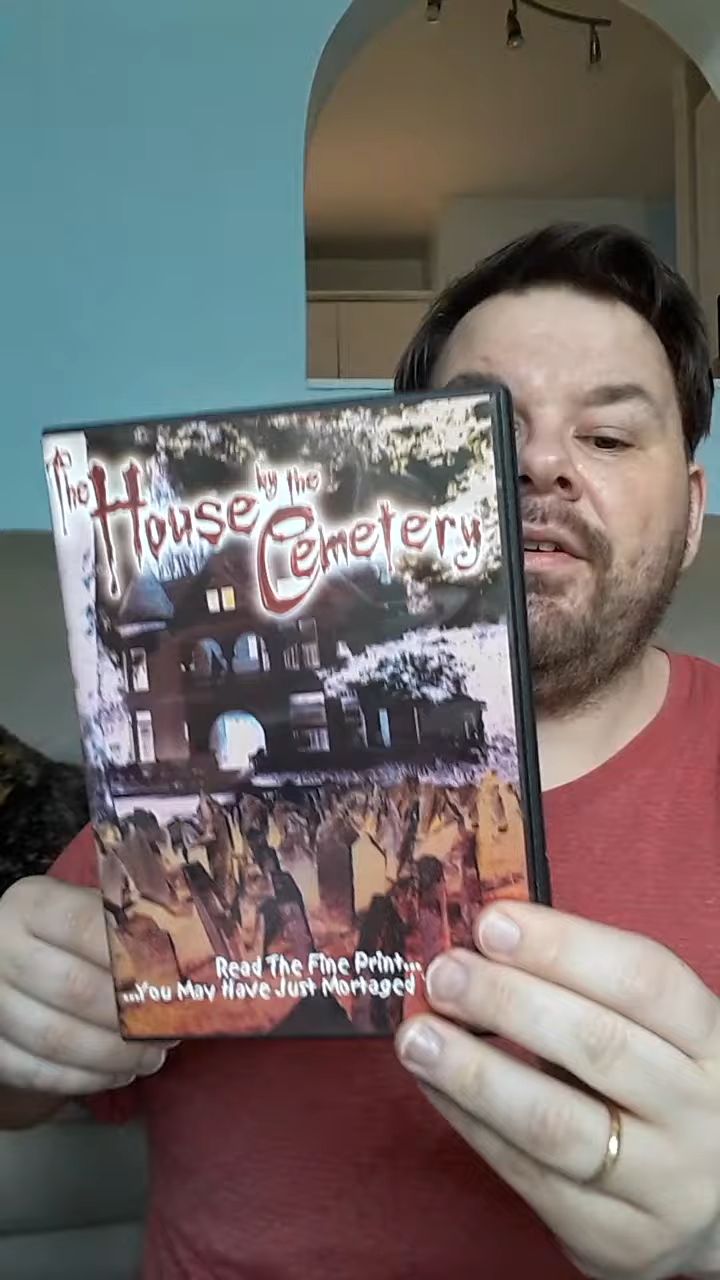 The House by the Cemetery
Read The Fine Print...
...You May Have Just Mortaged